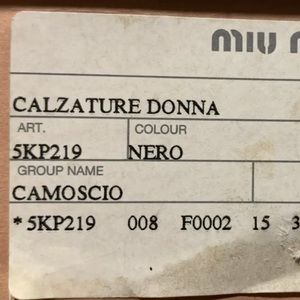 miu
CALZATURE DONNA
ART. COLOUR
5KP219 NERO
GROUP NAME
CAMOSCIO
* 5KP219 008 F0002 15 3